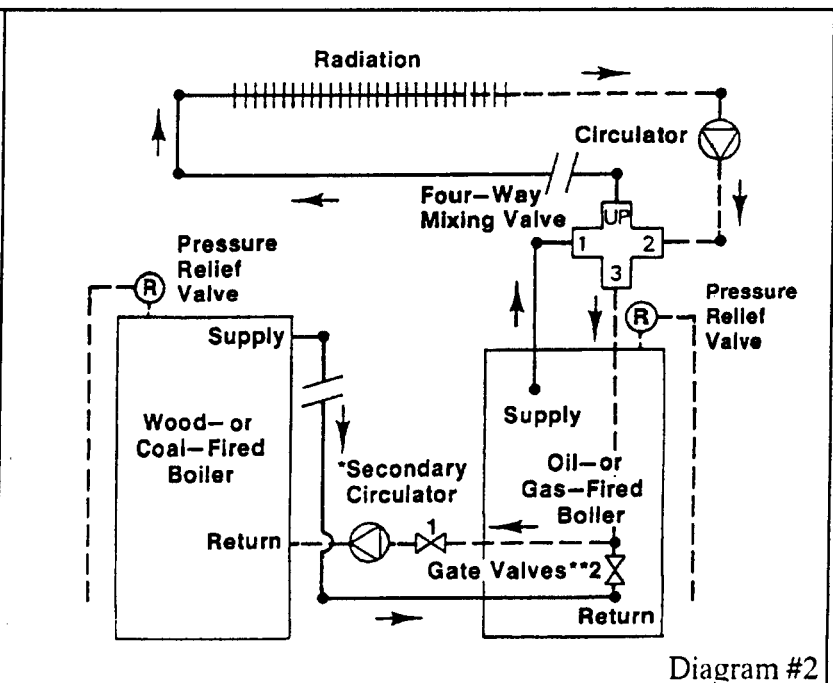 Radiation
Circulator
Four-Way
Mixing Valve
UP
1
2
3
Pressure
Relief
Valve
R
Pressure
Relief
Valve
R
Supply
Supply
Wood- or
Coal-Fired
Boiler
*Secondary
Circulator
Oil- or
Gas-Fired
Boiler
Return
1
Gate Valves**2
Return
Diagram #2